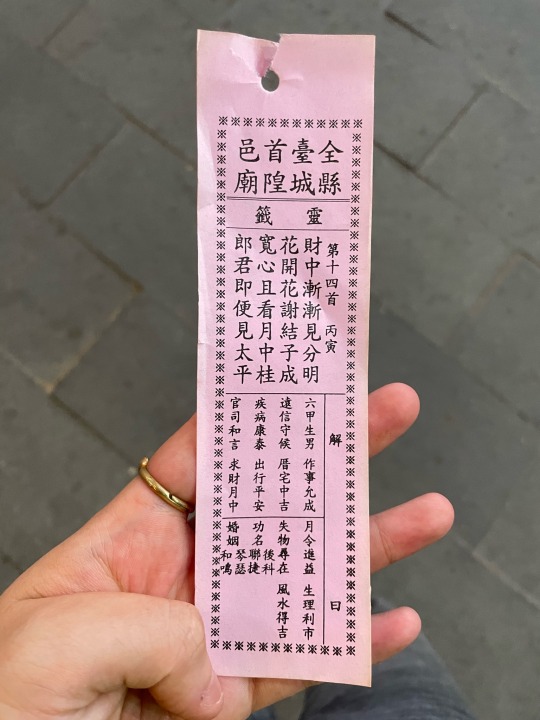 全臺首邑
縣城隍廟
靈籤
第十四首 丙寅
財中漸漸見分明
花開花謝結子成
寬心且看月中桂
郎君即便見太平
解曰
六甲生男 作事允成
遠信守候 厝宅中吉
疾病康泰 出行平安
官司和言 求財月中
月令進益 生理利市
失物尋在 風水得吉
功名後科聯捷
婚姻琴瑟和鳴